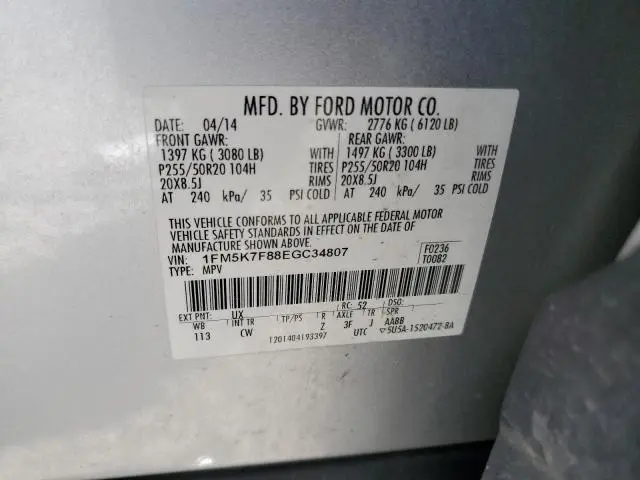 MFD. BY FORD MOTOR CO.
DATE: 04/14 GVWR: 2776 KG ( 6120 LB)
FRONT GAWR: REAR GAWR:
1397 KG ( 3080 LB) WITH 1497 KG ( 3300 LB) WITH
P255/50R20 104H TIRES P255/50R20 104H TIRES
20X8.5J RIMS 20X8.5J RIMS
AT 240 kPa/ 35 PSI COLD AT 240 kPa/ 35 PSI COLD
THIS VEHICLE CONFORMS TO ALL APPLICABLE FEDERAL MOTOR
VEHICLE SAFETY STANDARDS IN EFFECT ON THE DATE OF
MANUFACTURE SHOWN ABOVE.
VIN: 1FM5K7F88EGC34807 F0236
TYPE: MPV T00B2
EXT PNT: UX RC: 52 DSO:
WB INT TR TP/PS R AXLE TR SPR
113 CW Z 3F J AABB
1201404193397 UTC 5U5A-1520472-BA